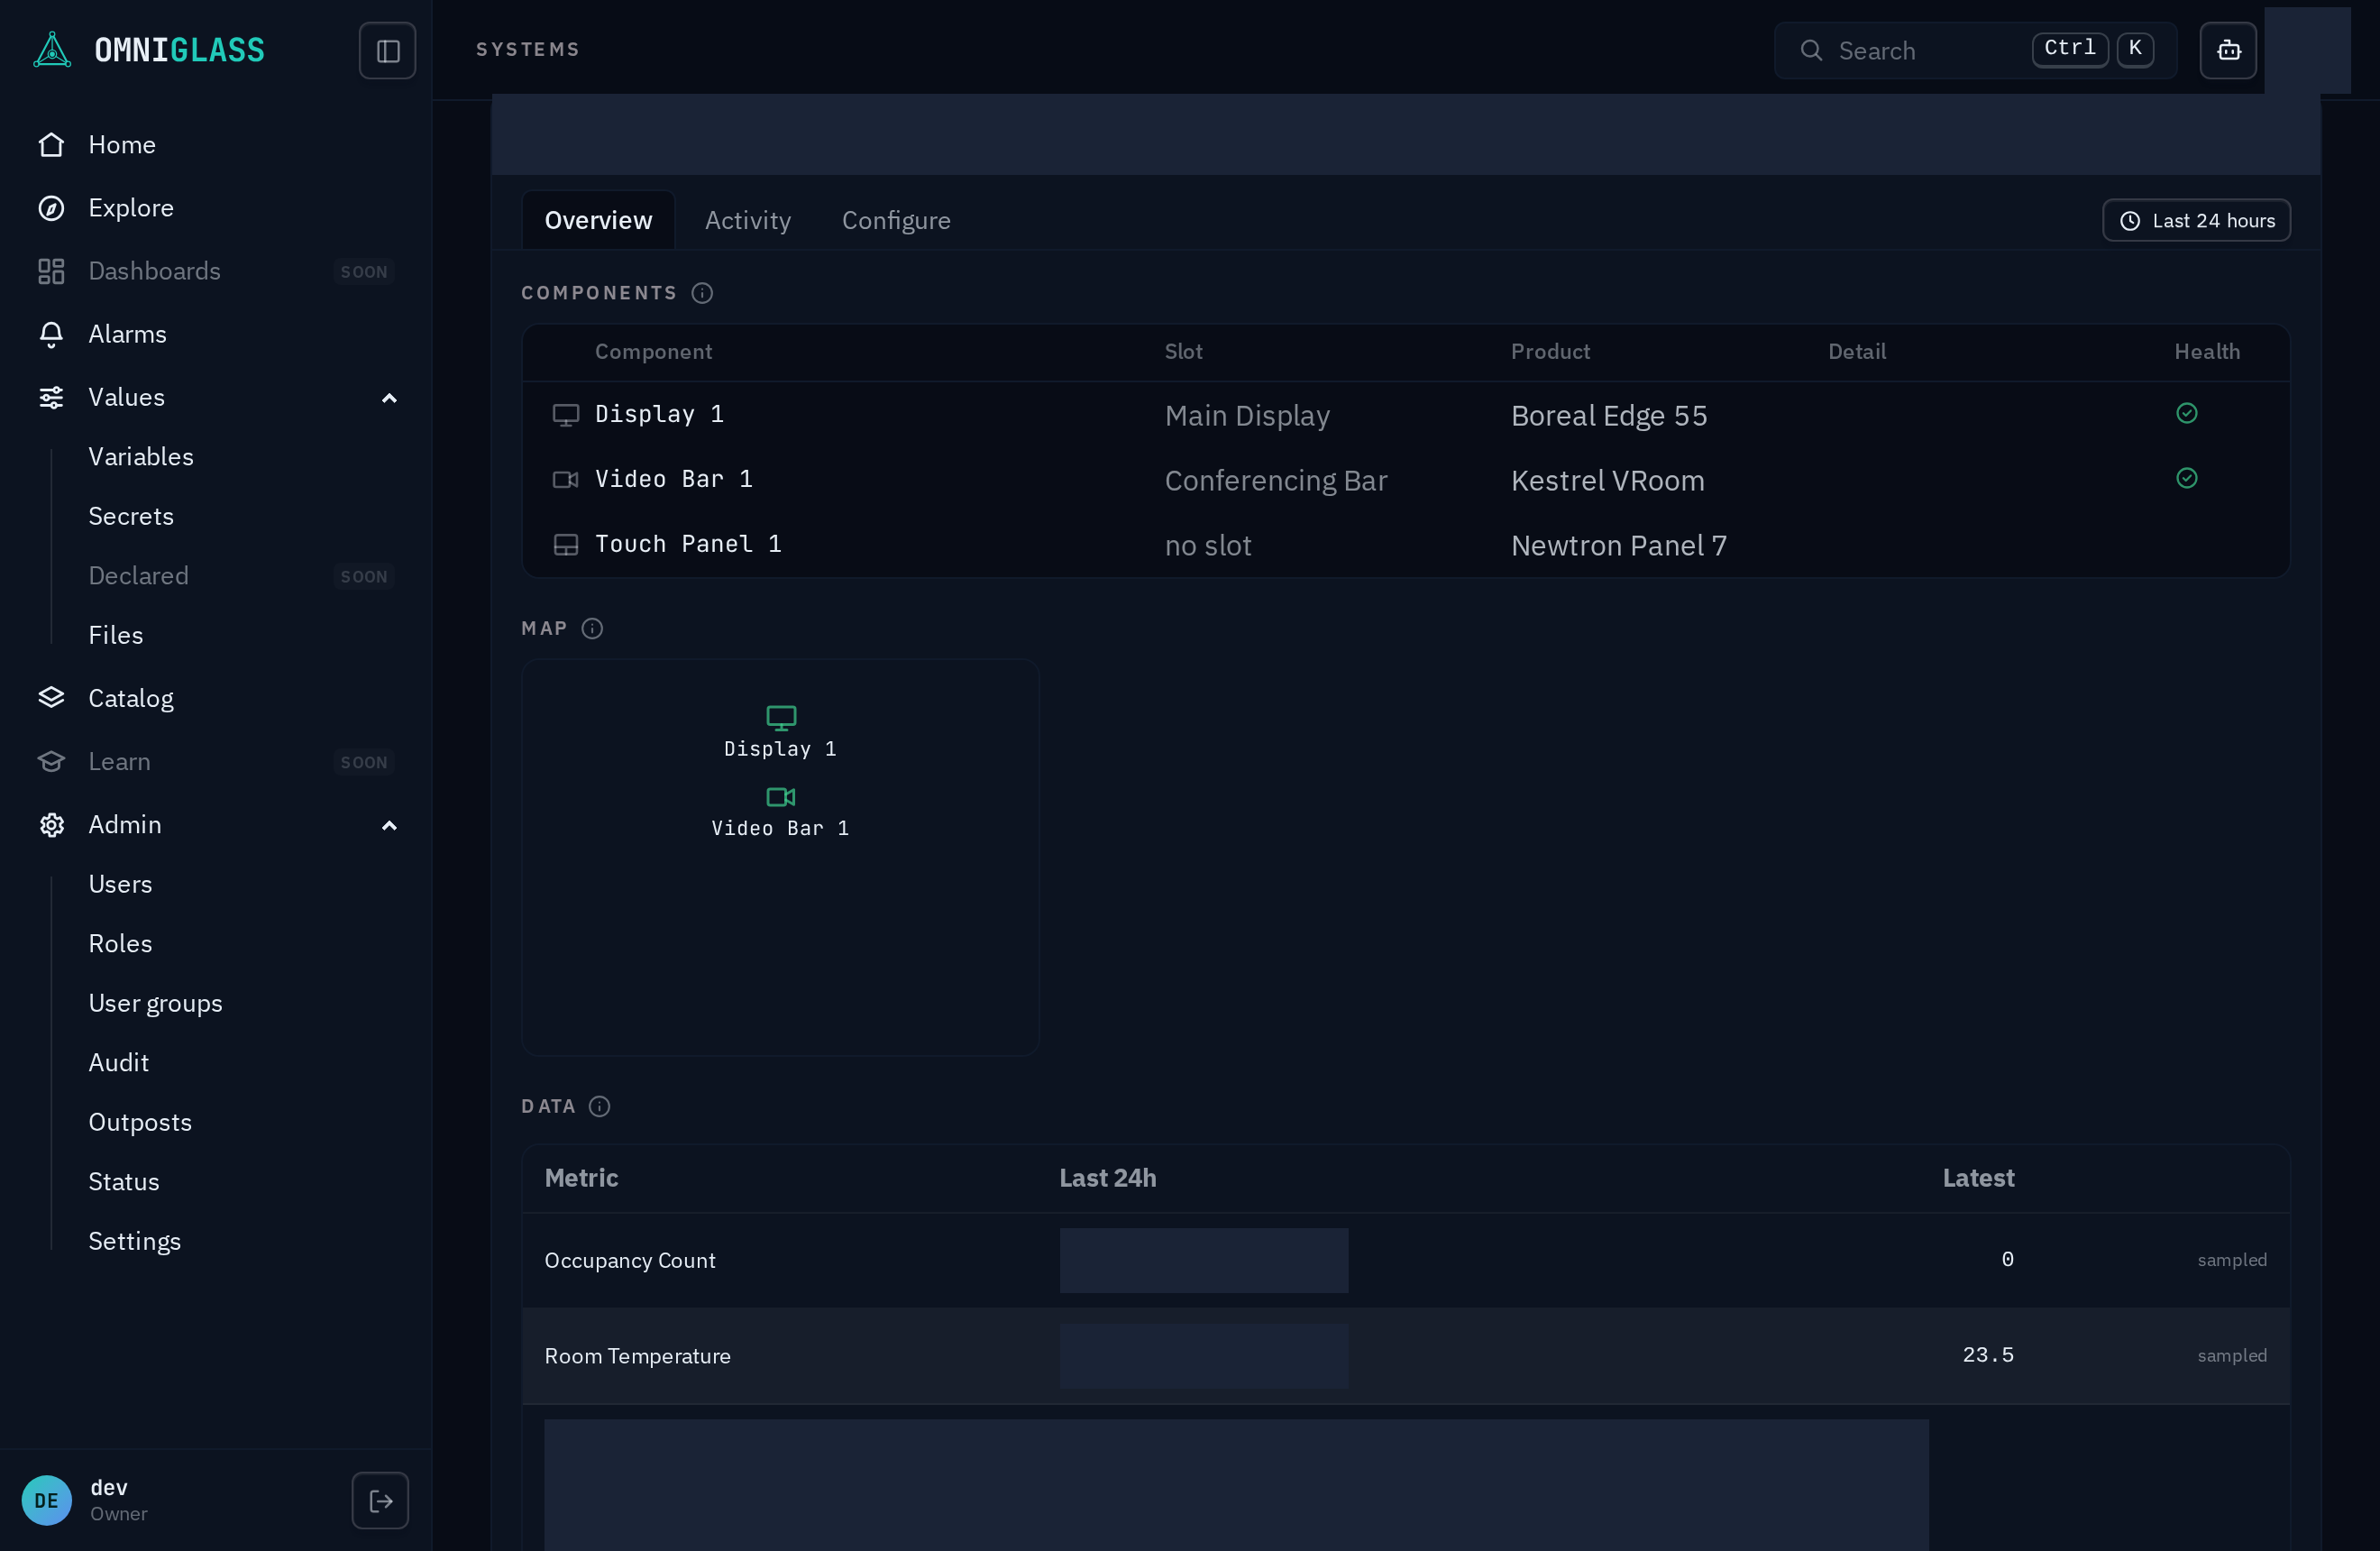 OMNIGLASS
SYSTEMS
Search Ctrl K
Home
Explore
Dashboards SOON
Alarms
Values
Variables
Secrets
Declared SOON
Files
Catalog
Learn SOON
Admin
Users
Roles
User groups
Audit
Outposts
Status
Settings
DE dev
Owner
Overview Activity Configure Last 24 hours
COMPONENTS
Component Slot Product Detail Health
Display 1 Main Display Boreal Edge 55
Video Bar 1 Conferencing Bar Kestrel VRoom
Touch Panel 1 no slot Newtron Panel 7
MAP
Display 1
Video Bar 1
DATA
Metric Last 24h Latest
Occupancy Count 0 sampled
Room Temperature 23.5 sampled